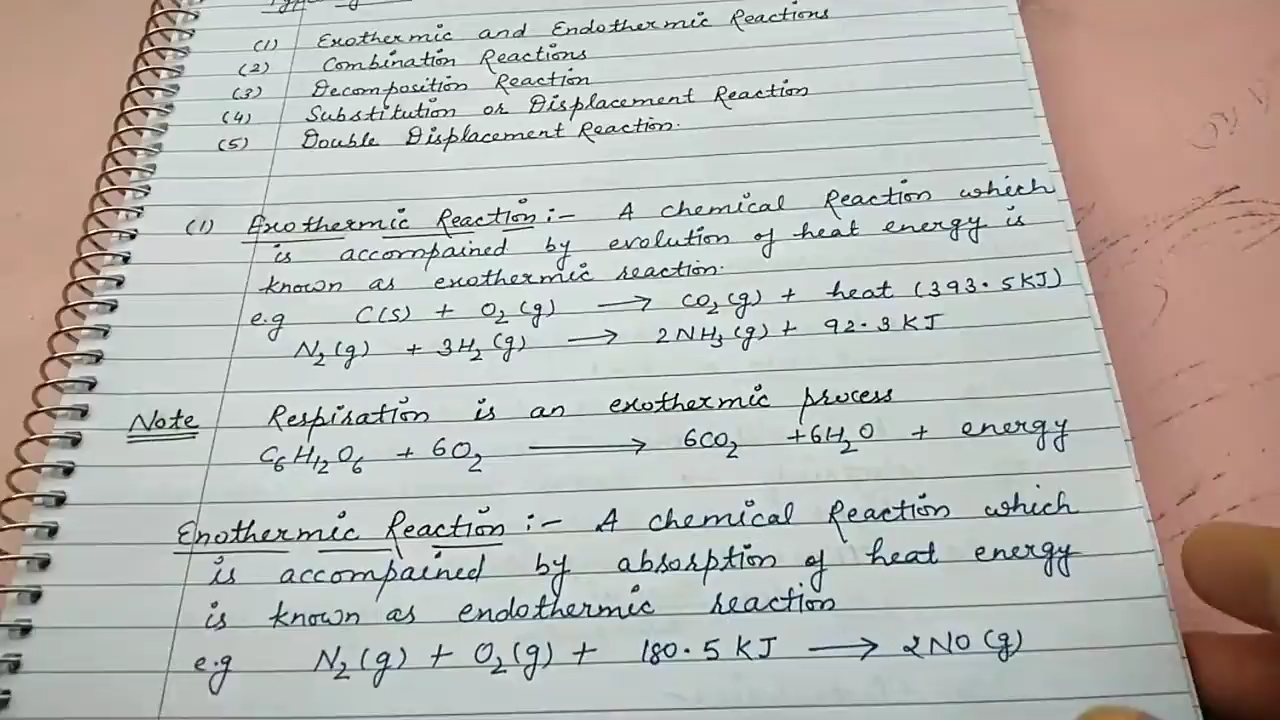 (1) Exothermic and Endothermic Reactions
(2) Combination Reactions
(3) Decomposition Reaction
(4) Substitution or Displacement Reaction
(5) Double Displacement Reaction.
(1) Exothermic Reaction :- A chemical Reaction which
is accompained by evolution of heat energy is
known as exothermic reaction.
e.g C(s) + O₂(g) → CO₂(g) + heat (393.5KJ)
N₂(g) + 3H₂(g) → 2NH₃(g) + 92.3 KJ
Note Respiration is an exothermic process
C₆H₁₂O₆ + 6O₂ → 6CO₂ + 6H₂O + energy
Enothermic Reaction :- A chemical Reaction which
is accompained by absorption of heat energy
is known as endothermic reaction
e.g N₂(g) + O₂(g) + 180.5 KJ → 2NO(g)